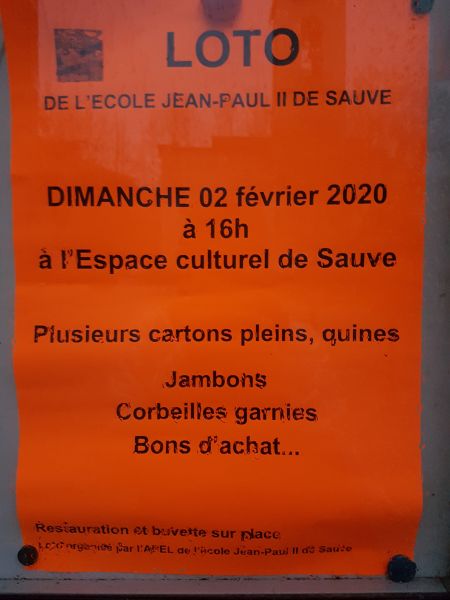 LOTO
DE L'ECOLE JEAN-PAUL II DE SAUVE
DIMANCHE 02 février 2020
à 16h
à l'Espace culturel de Sauve
Plusieurs cartons pleins, quines
Jambons
Corbeilles garnies
Bons d'achat...
Restauration et buvette sur place
Loto organisé par l'APEL de l'école Jean-Paul II de Sauve